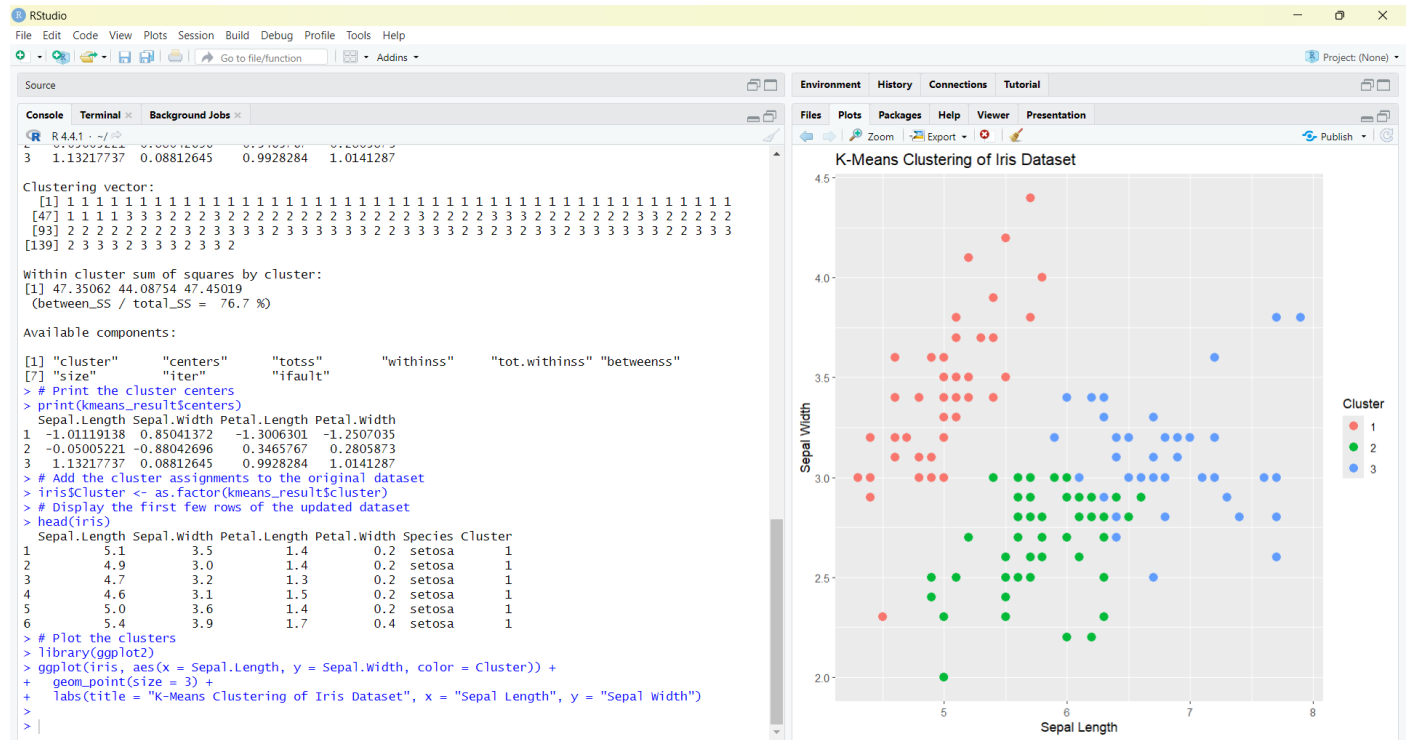 RStudio
File Edit Code View Plots Session Build Debug Profile Tools Help
Go to file/function
Addins
Project: (None)
Source
Console Terminal Background Jobs
R 4.4.1 · ~/
3 1.13217737 0.08812645 0.9928284 1.0141287
Clustering vector:
[1] 1 1 1 1 1 1 1 1 1 1 1 1 1 1 1 1 1 1 1 1 1 1 1 1 1 1 1 1 1 1 1 1 1 1 1 1 1 1 1 1 1 1 1 1 1 1
[47] 1 1 1 1 3 3 3 2 2 2 3 2 2 2 2 2 2 2 2 3 2 2 2 2 3 2 2 2 2 3 3 3 2 2 2 2 2 2 2 3 3 2 2 2 2 2
[93] 2 2 2 2 2 2 2 2 3 2 3 3 3 3 2 3 3 3 3 3 3 2 2 3 3 3 3 2 3 2 3 2 3 3 2 3 3 3 3 3 3 2 2 3 3 3
[139] 2 3 3 3 2 3 3 3 2 3 3 2
Within cluster sum of squares by cluster:
[1] 47.35062 44.08754 47.45019
(between_SS / total_SS = 76.7 %)
Available components:
[1] "cluster" "centers" "totss" "withinss" "tot.withinss" "betweenss"
[7] "size" "iter" "ifault"
> # Print the cluster centers
> print(kmeans_result$centers)
Sepal.Length Sepal.Width Petal.Length Petal.Width
1 -1.01119138 0.85041372 -1.3006301 -1.2507035
2 -0.05005221 -0.88042696 0.3465767 0.2805873
3 1.13217737 0.08812645 0.9928284 1.0141287
> # Add the cluster assignments to the original dataset
> iris$Cluster <- as.factor(kmeans_result$cluster)
> # Display the first few rows of the updated dataset
> head(iris)
Sepal.Length Sepal.Width Petal.Length Petal.Width Species Cluster
1 5.1 3.5 1.4 0.2 setosa 1
2 4.9 3.0 1.4 0.2 setosa 1
3 4.7 3.2 1.3 0.2 setosa 1
4 4.6 3.1 1.5 0.2 setosa 1
5 5.0 3.6 1.4 0.2 setosa 1
6 5.4 3.9 1.7 0.4 setosa 1
> # Plot the clusters
> library(ggplot2)
> ggplot(iris, aes(x = Sepal.Length, y = Sepal.Width, color = Cluster)) +
+ geom_point(size = 3) +
+ labs(title = "K-Means Clustering of Iris Dataset", x = "Sepal Length", y = "Sepal Width")
>
>
Environment History Connections Tutorial
Files Plots Packages Help Viewer Presentation
Zoom Export Publish
K-Means Clustering of Iris Dataset
4.5
4.0
3.5
3.0
2.5
2.0
Sepal Width
5 6 7 8
Sepal Length
Cluster
1
2
3